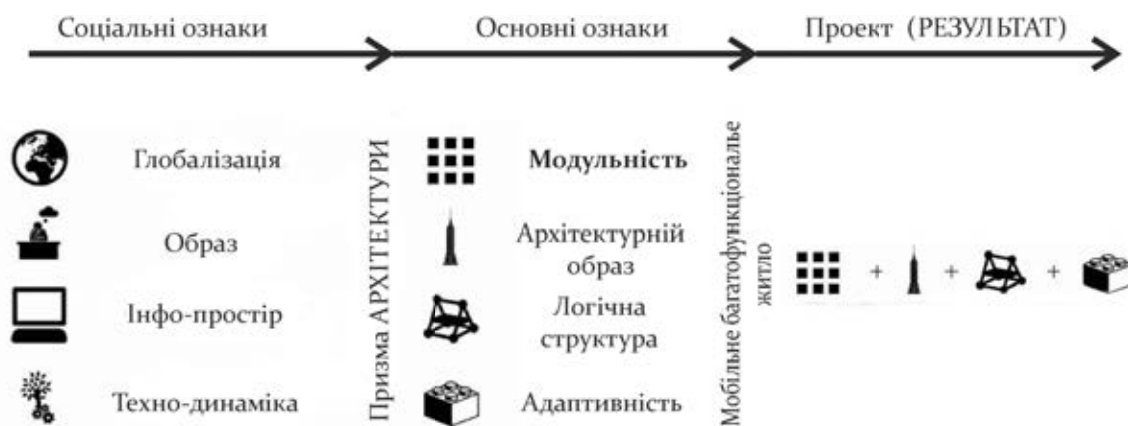 Соціальні ознаки
Основні ознаки
Проект (РЕЗУЛЬТАТ)
Глобалізація
Образ
Інфо-простір
Техно-динаміка
Призма АРХІТЕКТУРИ
Модульність
Архітектурній
образ
Логічна
структура
Адаптивність
Мобільне багатофункціональе
житло
+ + +